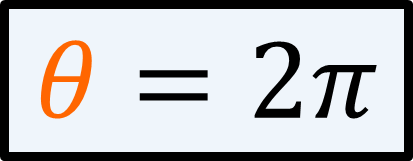 θ = 2π